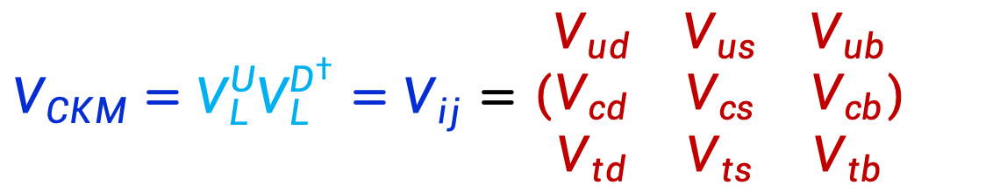 V_ud V_us V_ub
V_CKM = V_L^U V_L^D† = V_ij = (V_cd V_cs V_cb)
V_td V_ts V_tb